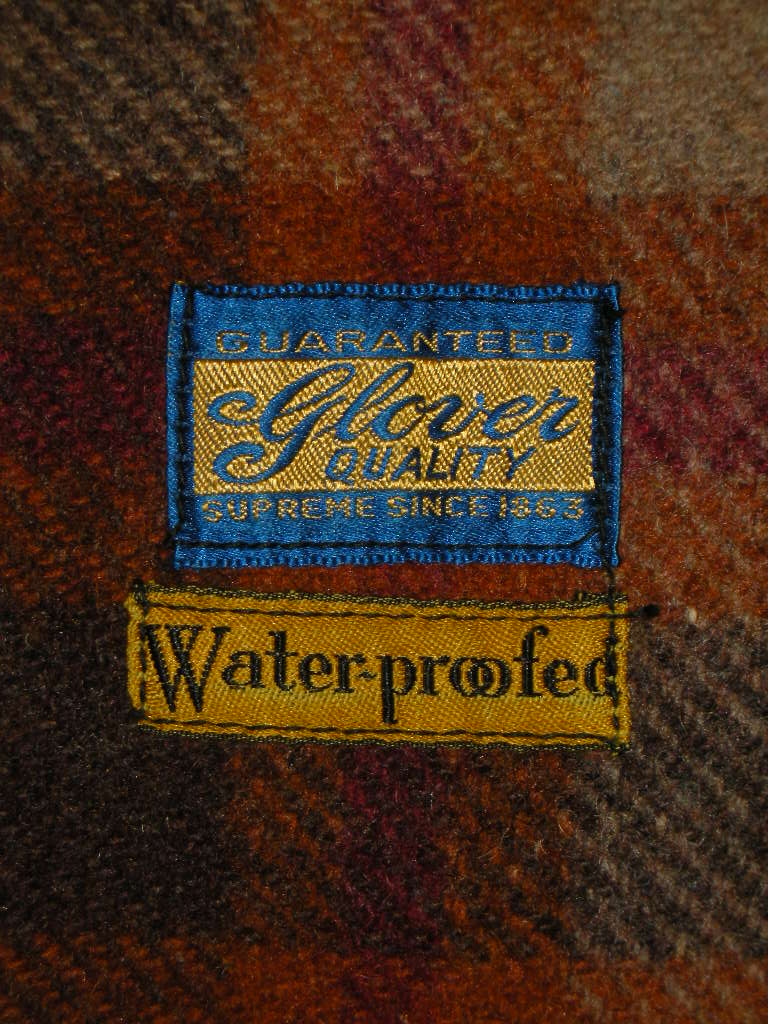 GUARANTEED
Glover
QUALITY
SUPREME SINCE 1863
Water-proofed